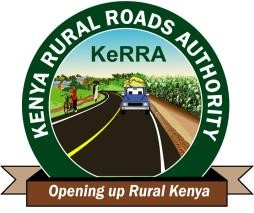 KENYA RURAL ROADS AUTHORITY
KeRRA
Opening up Rural Kenya